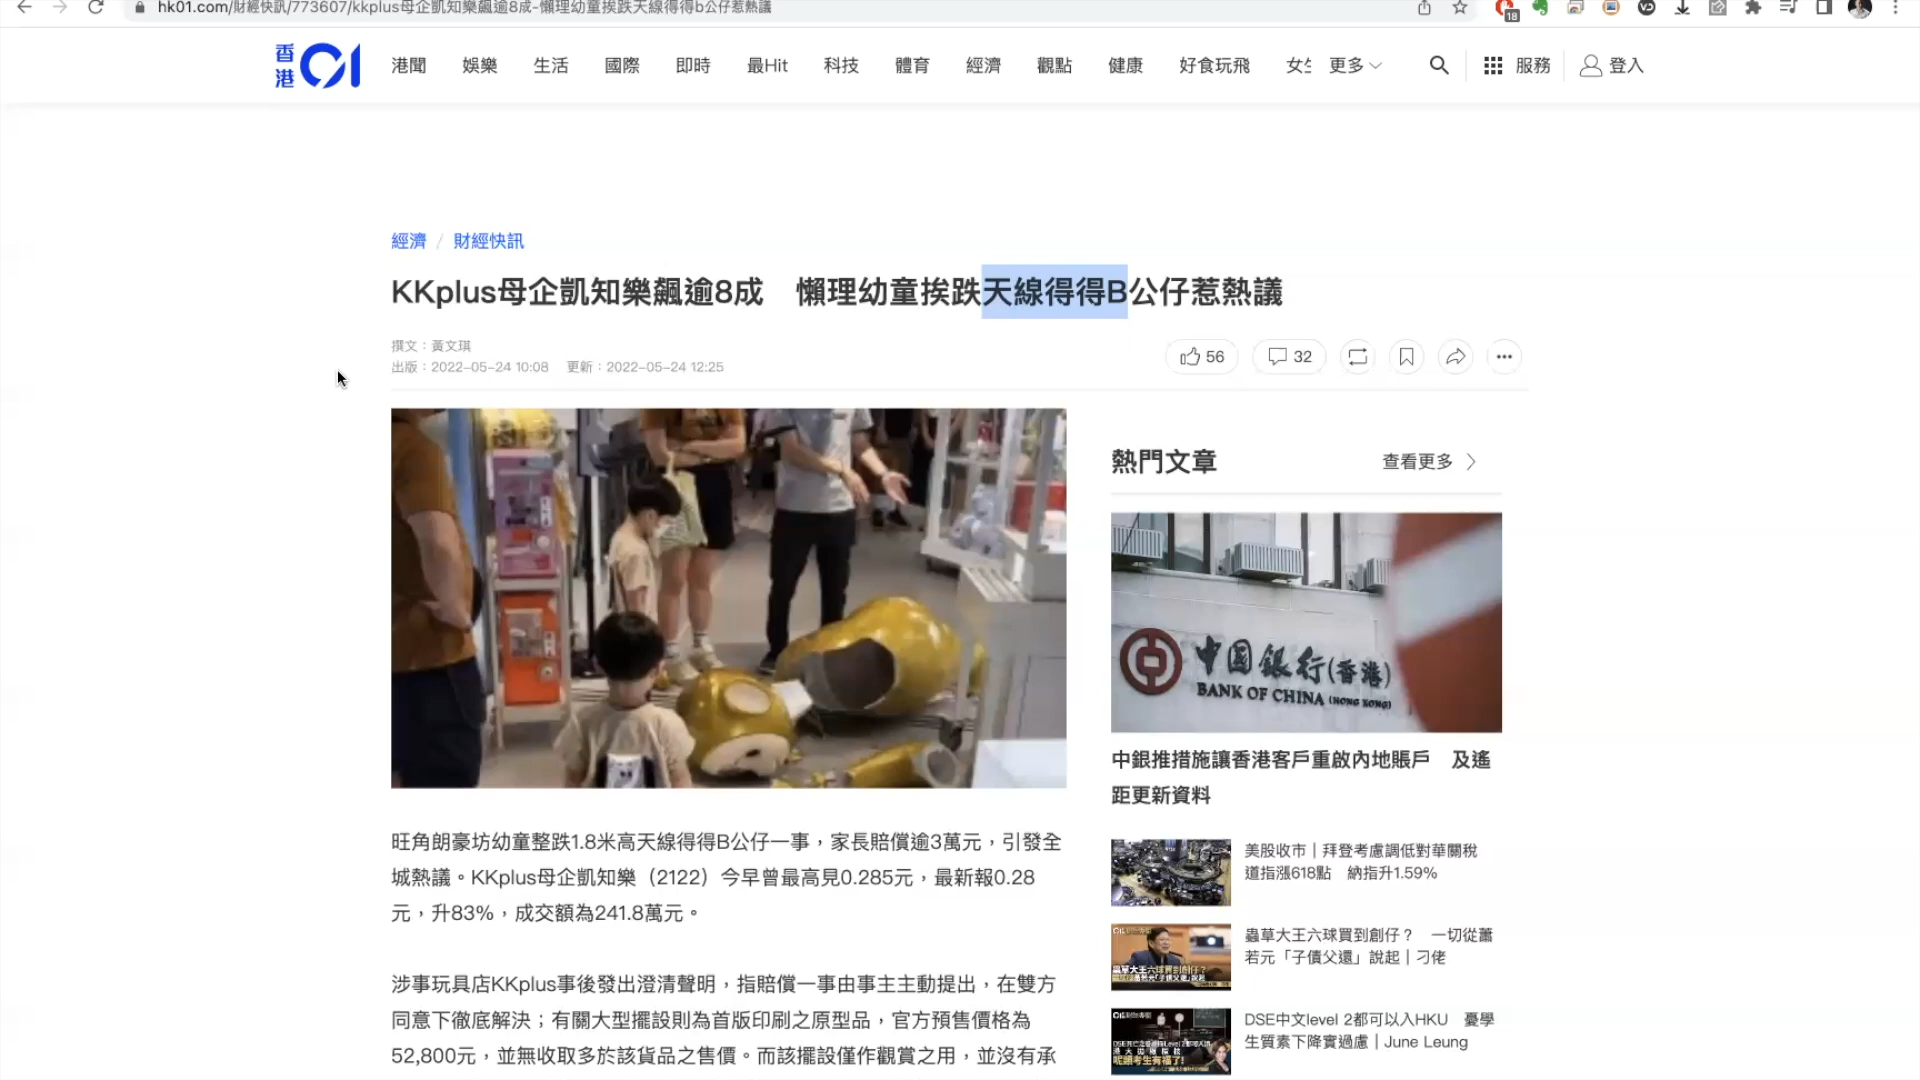 hk01.com/財經快訊/773607/kkplus母企凱知樂飆逾8成-懶理幼童挨跌天線得得b公仔惹熱議
18
香港01
港聞 娛樂 生活 國際 即時 最Hit 科技 體育 經濟 觀點 健康 好食玩飛 女生 更多 服務 登入
經濟 / 財經快訊
KKplus母企凱知樂飆逾8成 懶理幼童挨跌天線得得B公仔惹熱議
撰文：黃文琪
出版：2022-05-24 10:08 更新：2022-05-24 12:25
56 32
熱門文章 查看更多
中國銀行(香港)
BANK OF CHINA (HONG KONG)
中銀推措施讓香港客戶重啟內地賬戶 及遙
距更新資料
旺角朗豪坊幼童整跌1.8米高天線得得B公仔一事，家長賠償逾3萬元，引發全
城熱議。KKplus母企凱知樂（2122）今早曾最高見0.285元，最新報0.28
元，升83%，成交額為241.8萬元。
涉事玩具店KKplus事後發出澄清聲明，指賠償一事由事主主動提出，在雙方
同意下徹底解決；有關大型擺設則為首版印刷之原型品，官方預售價格為
52,800元，並無收取多於該貨品之售價。而該擺設僅作觀賞之用，並沒有承
美股收市｜拜登考慮調低對華關稅
道指漲618點 納指升1.59%
蟲草大王六球買到創仔？ 一切從蕭
若元「子債父還」說起｜刁佬
蟲草大王六球買到創仔？
DSE中文level 2都可以入HKU 憂學
生質素下降實過慮｜June Leung